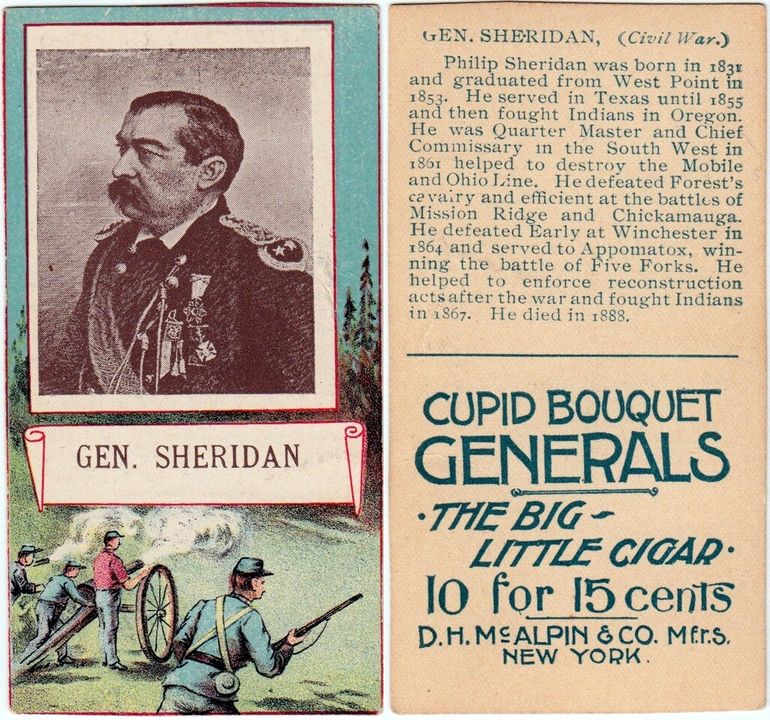 GEN. SHERIDAN
GEN. SHERIDAN, (Civil War.)
Philip Sheridan was born in 1831
and graduated from West Point in
1853. He served in Texas until 1855
and then fought Indians in Oregon.
He was Quarter Master and Chief
Commissary in the South West in
1861 helped to destroy the Mobile
and Ohio Line. He defeated Forest's
cavalry and efficient at the battles of
Mission Ridge and Chickamauga.
He defeated Early at Winchester in
1864 and served to Appomatox, win-
ning the battle of Five Forks. He
helped to enforce reconstruction
acts after the war and fought Indians
in 1867. He died in 1888.
CUPID BOUQUET
GENERALS
·THE BIG-
LITTLE CIGAR·
10 for 15 cents
D.H. McALPIN & CO. Mfrs.
NEW YORK.